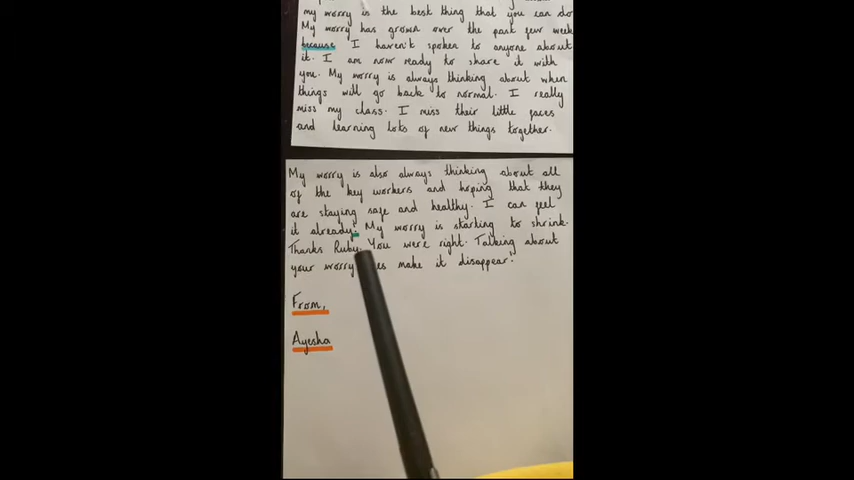 my worry is the best thing that you can do
My worry has grown over the past few week
because I haven't spoken to anyone about
it. I am now ready to share it with
you. My worry is always thinking about when
things will go back to normal. I really
miss my class. I miss their little faces
and learning lots of new things together.
My worry is also always thinking about all
of the key workers and hoping that they
are staying safe and healthy. I can feel
it already! My worry is starting to shrink.
Thanks Ruby. You were right. Talking about
your worry make it disappear!
From,
Ayesha